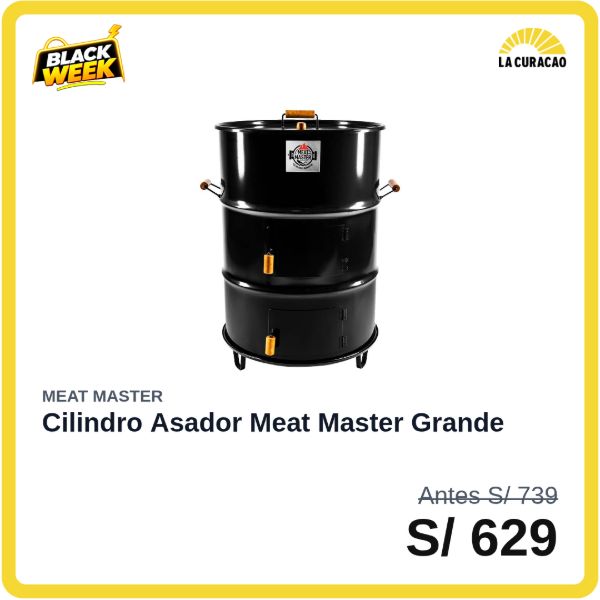 BLACK
WEEK
LA CURACAO
MEAT
MASTER
MEAT MASTER
Cilindro Asador Meat Master Grande
Antes S/ 739
S/ 629